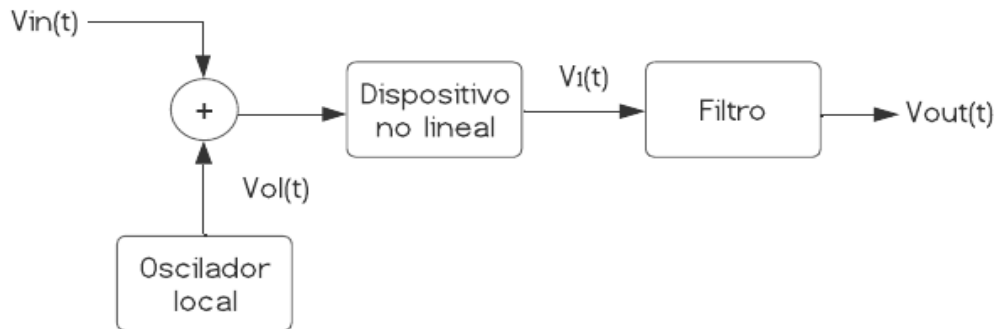 Vin(t)
+
Dispositivo
no lineal
V1(t)
Filtro
Vout(t)
Vol(t)
Oscilador
local